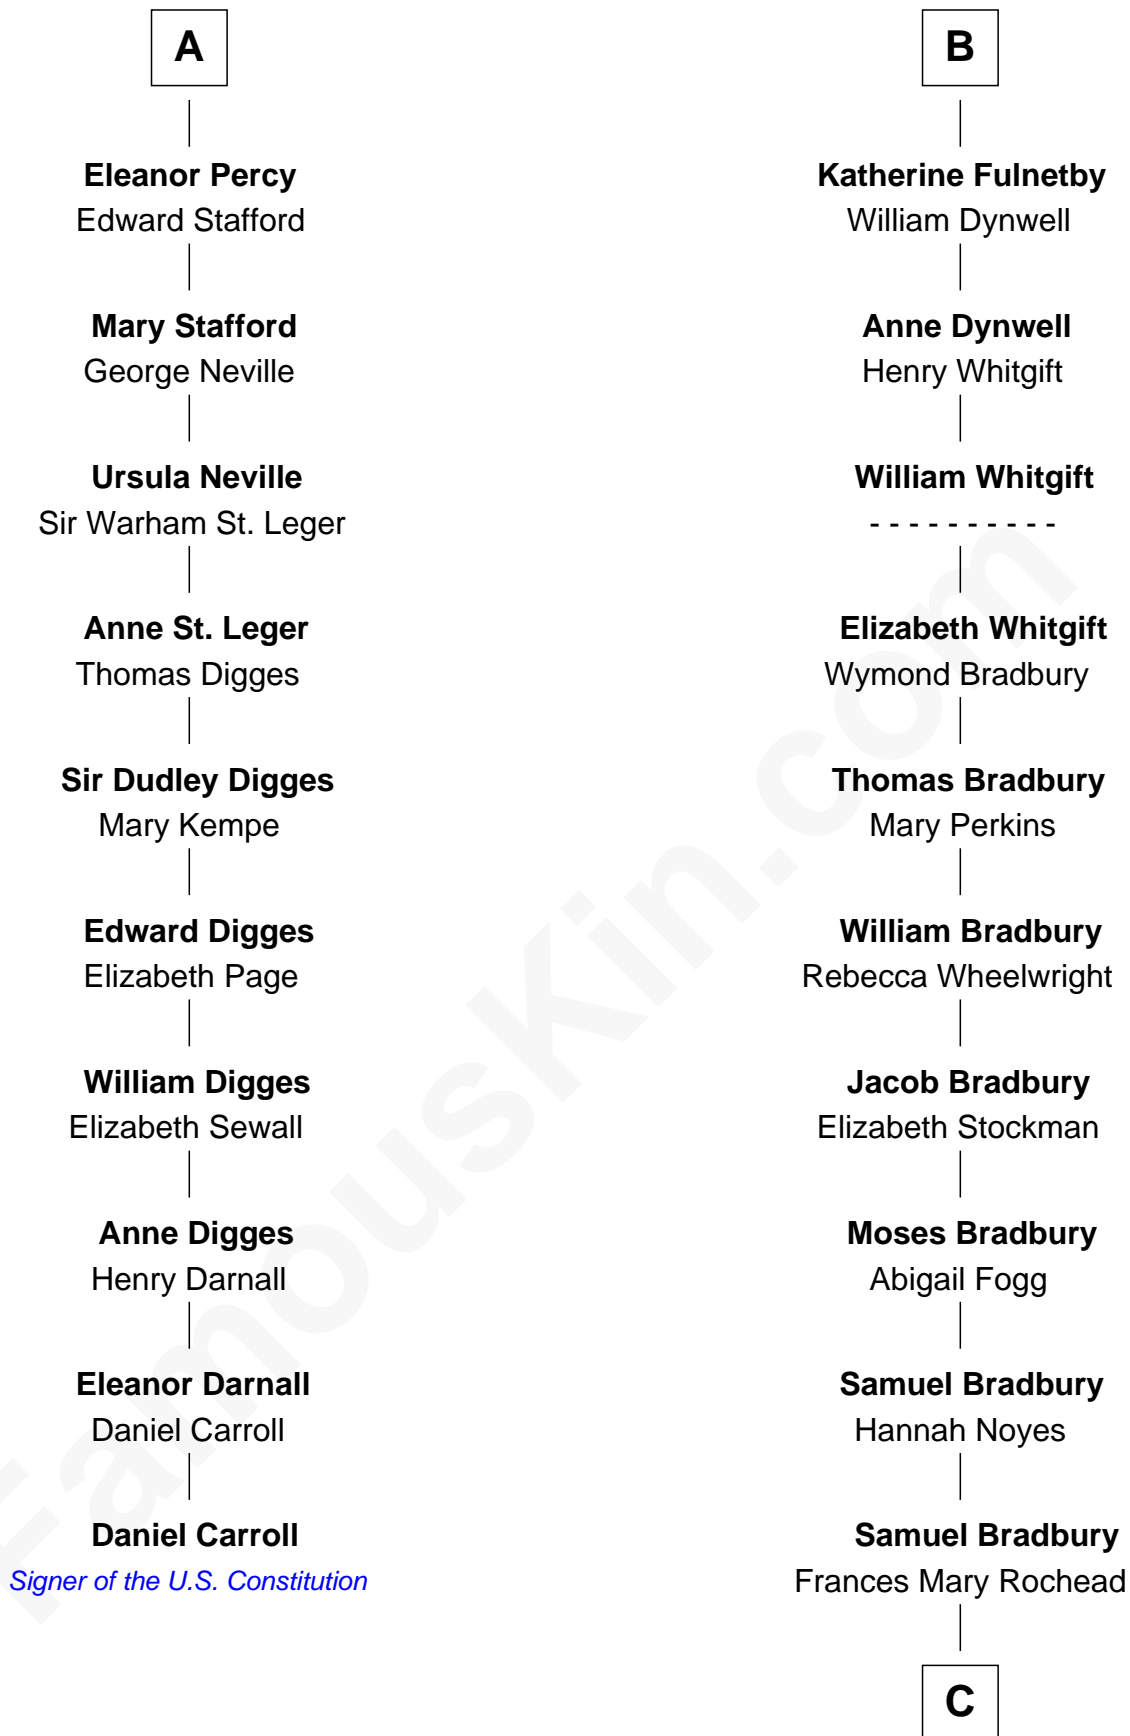 A
Eleanor Percy
Edward Stafford
Mary Stafford
George Neville
Ursula Neville
Sir Warham St. Leger
Anne St. Leger
Thomas Digges
Sir Dudley Digges
Mary Kempe
Edward Digges
Elizabeth Page
William Digges
Elizabeth Sewall
Anne Digges
Henry Darnall
Eleanor Darnall
Daniel Carroll
Daniel Carroll
Signer of the U.S. Constitution
B
Katherine Fulnetby
William Dynwell
Anne Dynwell
Henry Whitgift
William Whitgift
- - - - - - - - - -
Elizabeth Whitgift
Wymond Bradbury
Thomas Bradbury
Mary Perkins
William Bradbury
Rebecca Wheelwright
Jacob Bradbury
Elizabeth Stockman
Moses Bradbury
Abigail Fogg
Samuel Bradbury
Hannah Noyes
Samuel Bradbury
Frances Mary Rochead
C
FamousKin.com